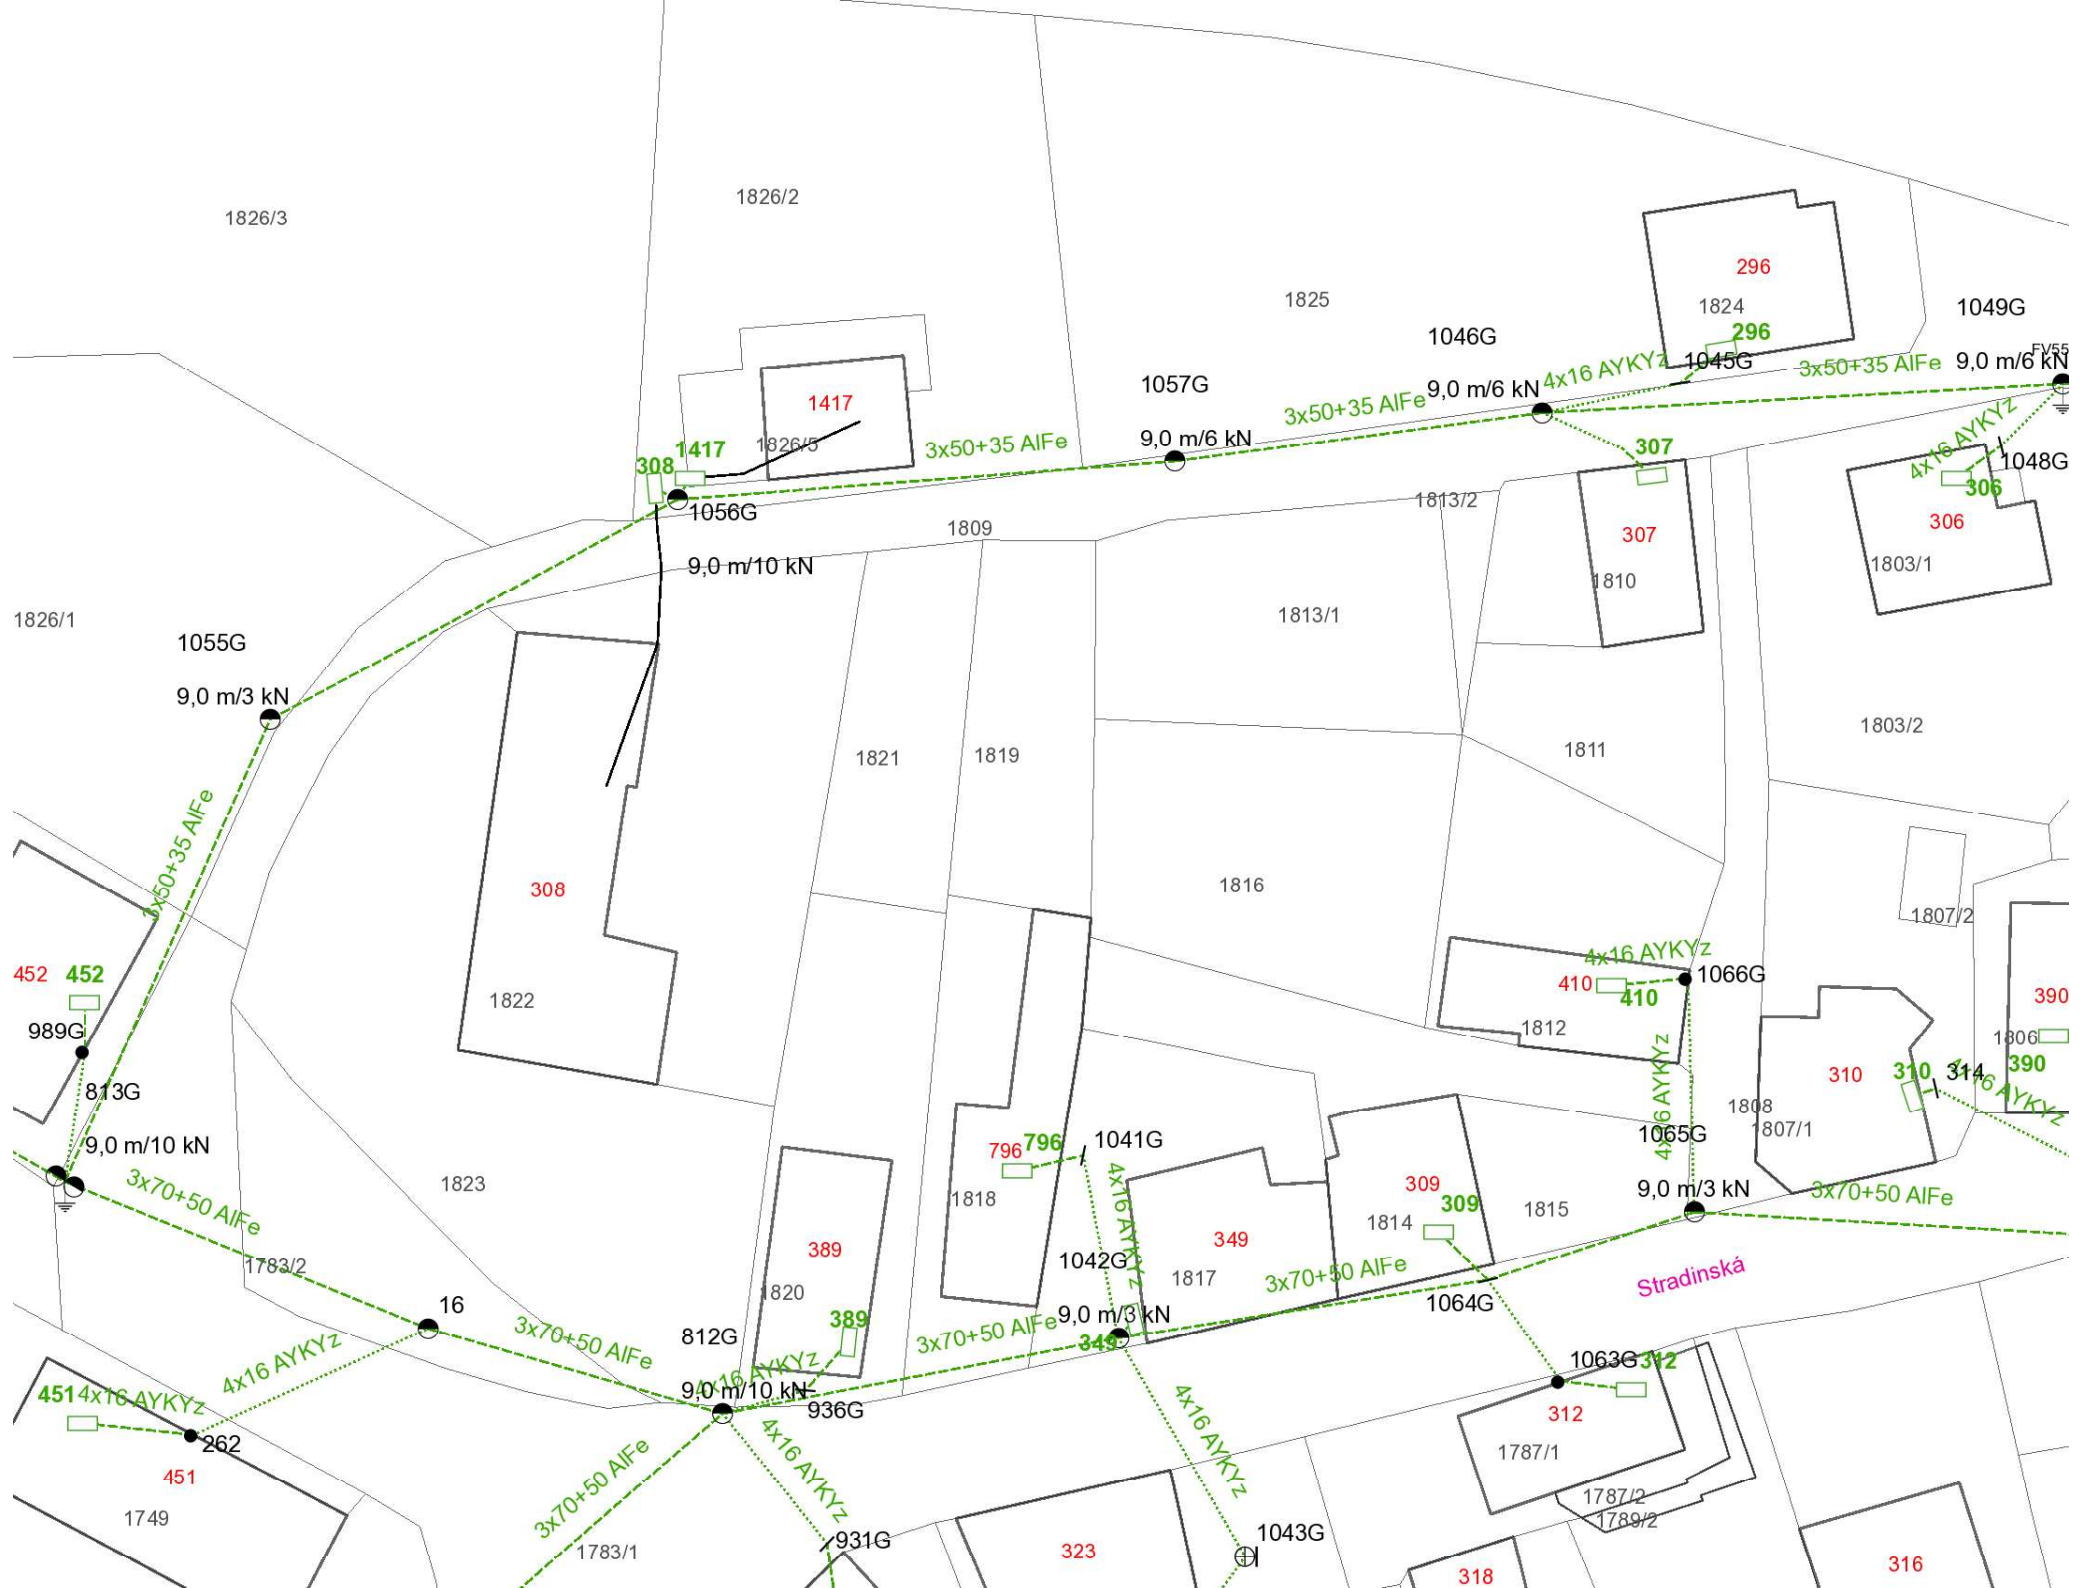 1826/3
1826/2
1825
296
1824
296
1049G
FV55
9,0 m/6 kN
1046G
9,0 m/6 kN
4x16 AYKYz
1045G
3x50+35 AlFe
1057G
9,0 m/6 kN
3x50+35 AlFe
3x50+35 AlFe
1417
1826/5
1417
308
1056G
9,0 m/10 kN
307
307
1810
4x16 AYKYz
1048G
306
306
1803/1
1809
1813/2
1813/1
1826/1
1055G
9,0 m/3 kN
3x50+35 AlFe
1821
1819
1811
1803/2
308
1822
1816
1807/2
452
452
989G
813G
9,0 m/10 kN
4x16 AYKYz
410
410
1066G
1812
4x16 AYKYz
1065G
9,0 m/3 kN
390
1806
390
310
310
314
4x16 AYKYz
1808
1807/1
3x70+50 AlFe
796
796
1041G
4x16 AYKYz
1818
309
309
1814
1815
349
1817
1042G
9,0 m/3 kN
349
3x70+50 AlFe
1064G
Stradinská
3x70+50 AlFe
1783/2
1823
16
389
1820
389
812G
9,0 m/10 kN
4x16 AYKYz
936G
3x70+50 AlFe
3x70+50 AlFe
4x16 AYKYz
451
4x16 AYKYz
262
451
1749
3x70+50 AlFe
4x16 AYKYz
931G
1783/1
4x16 AYKYz
1043G
323
1063G
312
312
1787/1
1787/2
1789/2
318
316